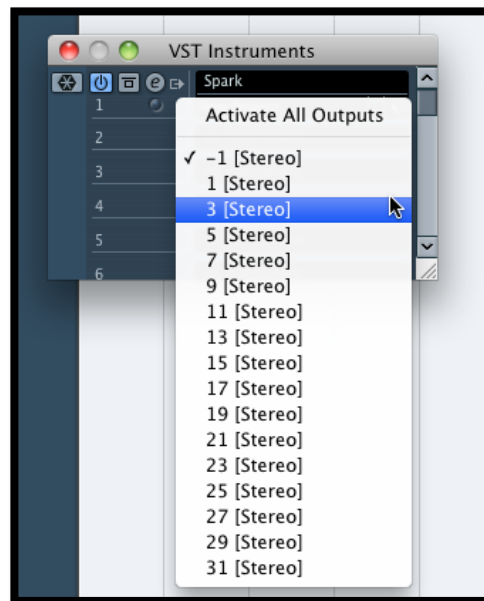 VST Instruments
e Spark
1
2
3
4
5
6
Activate All Outputs
✓ -1 [Stereo]
1 [Stereo]
3 [Stereo]
5 [Stereo]
7 [Stereo]
9 [Stereo]
11 [Stereo]
13 [Stereo]
15 [Stereo]
17 [Stereo]
19 [Stereo]
21 [Stereo]
23 [Stereo]
25 [Stereo]
27 [Stereo]
29 [Stereo]
31 [Stereo]